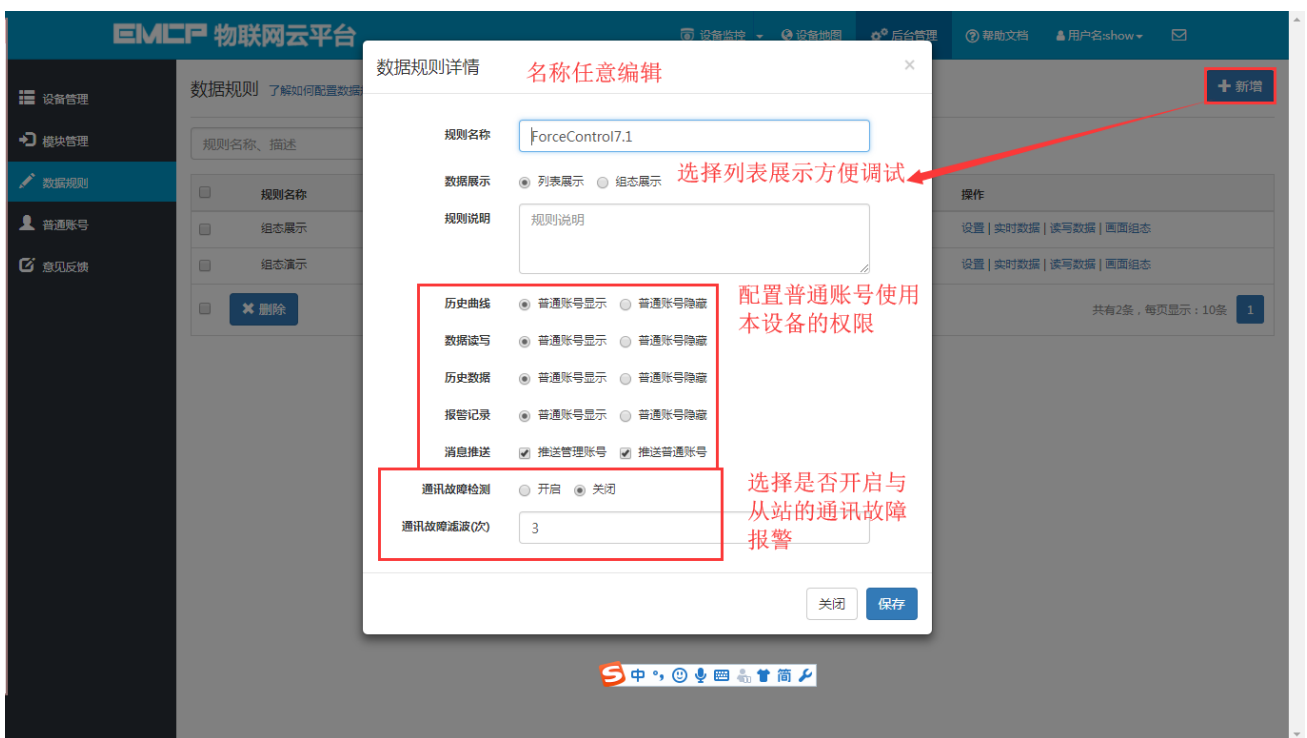 EMCP 物联网云平台
设备监控
设备地图
后台管理
帮助文档
用户名:show
设备管理
模块管理
数据规则
普通账号
意见反馈
数据规则 了解如何配置数据
新增
规则名称、描述
规则名称
操作
组态展示
设置 | 实时数据 | 读写数据 | 画面组态
组态演示
设置 | 实时数据 | 读写数据 | 画面组态
删除
共有2条,每页显示:10条 1
数据规则详情
名称任意编辑
×
规则名称 ForceControl7.1
数据展示 列表展示 组态展示
选择列表展示方便调试
规则说明 规则说明
历史曲线 普通账号显示 普通账号隐藏
数据读写 普通账号显示 普通账号隐藏
历史数据 普通账号显示 普通账号隐藏
报警记录 普通账号显示 普通账号隐藏
消息推送 推送管理账号 推送普通账号
配置普通账号使用
本设备的权限
通讯故障检测 开启 关闭
通讯故障滤波(次) 3
选择是否开启与
从站的通讯故障
报警
关闭
保存
中 简